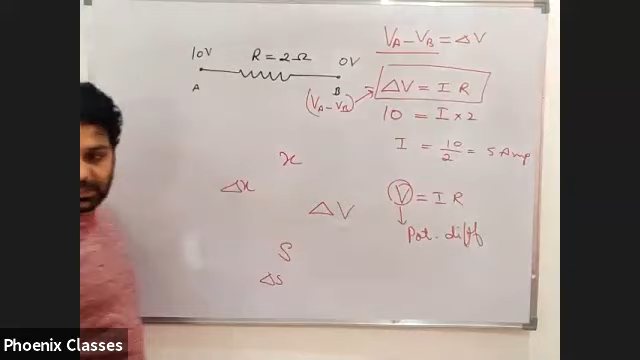 10V R = 2Ω 0V
A B
(VA - VB)
VA - VB = ΔV
ΔV = I R
10 = I × 2
I = 10/2 = 5 Amp
x
Δx
ΔV
V = I R
Pot. diff
S
Δs
Phoenix Classes